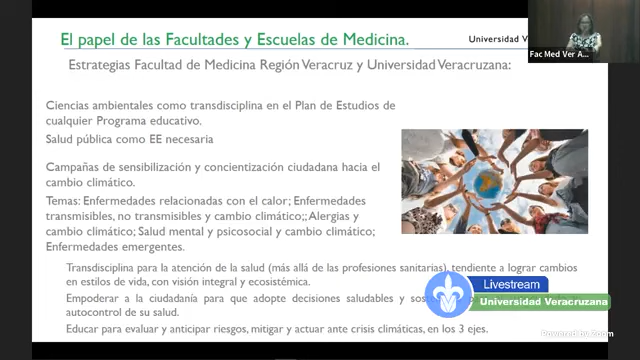 El papel de las Facultades y Escuelas de Medicina.
Universidad Ve
Fac Med Ver A...
Estrategias Facultad de Medicina Región Veracruz y Universidad Veracruzana:
Ciencias ambientales como transdisciplina en el Plan de Estudios de
cualquier Programa educativo.
Salud pública como EE necesaria
Campañas de sensibilización y concientización ciudadana hacia el
cambio climático.
Temas: Enfermedades relacionadas con el calor; Enfermedades
transmisibles, no transmisibles y cambio climático;; Alergias y
cambio climático; Salud mental y psicosocial y cambio climático;
Enfermedades emergentes.
Transdisciplina para la atención de la salud (más allá de las profesiones sanitarias), tendiente a lograr cambios
en estilos de vida, con visión integral y ecosistémica.
Empoderar a la ciudadanía para que adopte decisiones saludables y
autocontrol de su salud.
Educar para evaluar y anticipar riesgos, mitigar y actuar ante crisis climáticas, en los 3 ejes.
Livestream
Universidad Veracruzana
Powered by Zoom